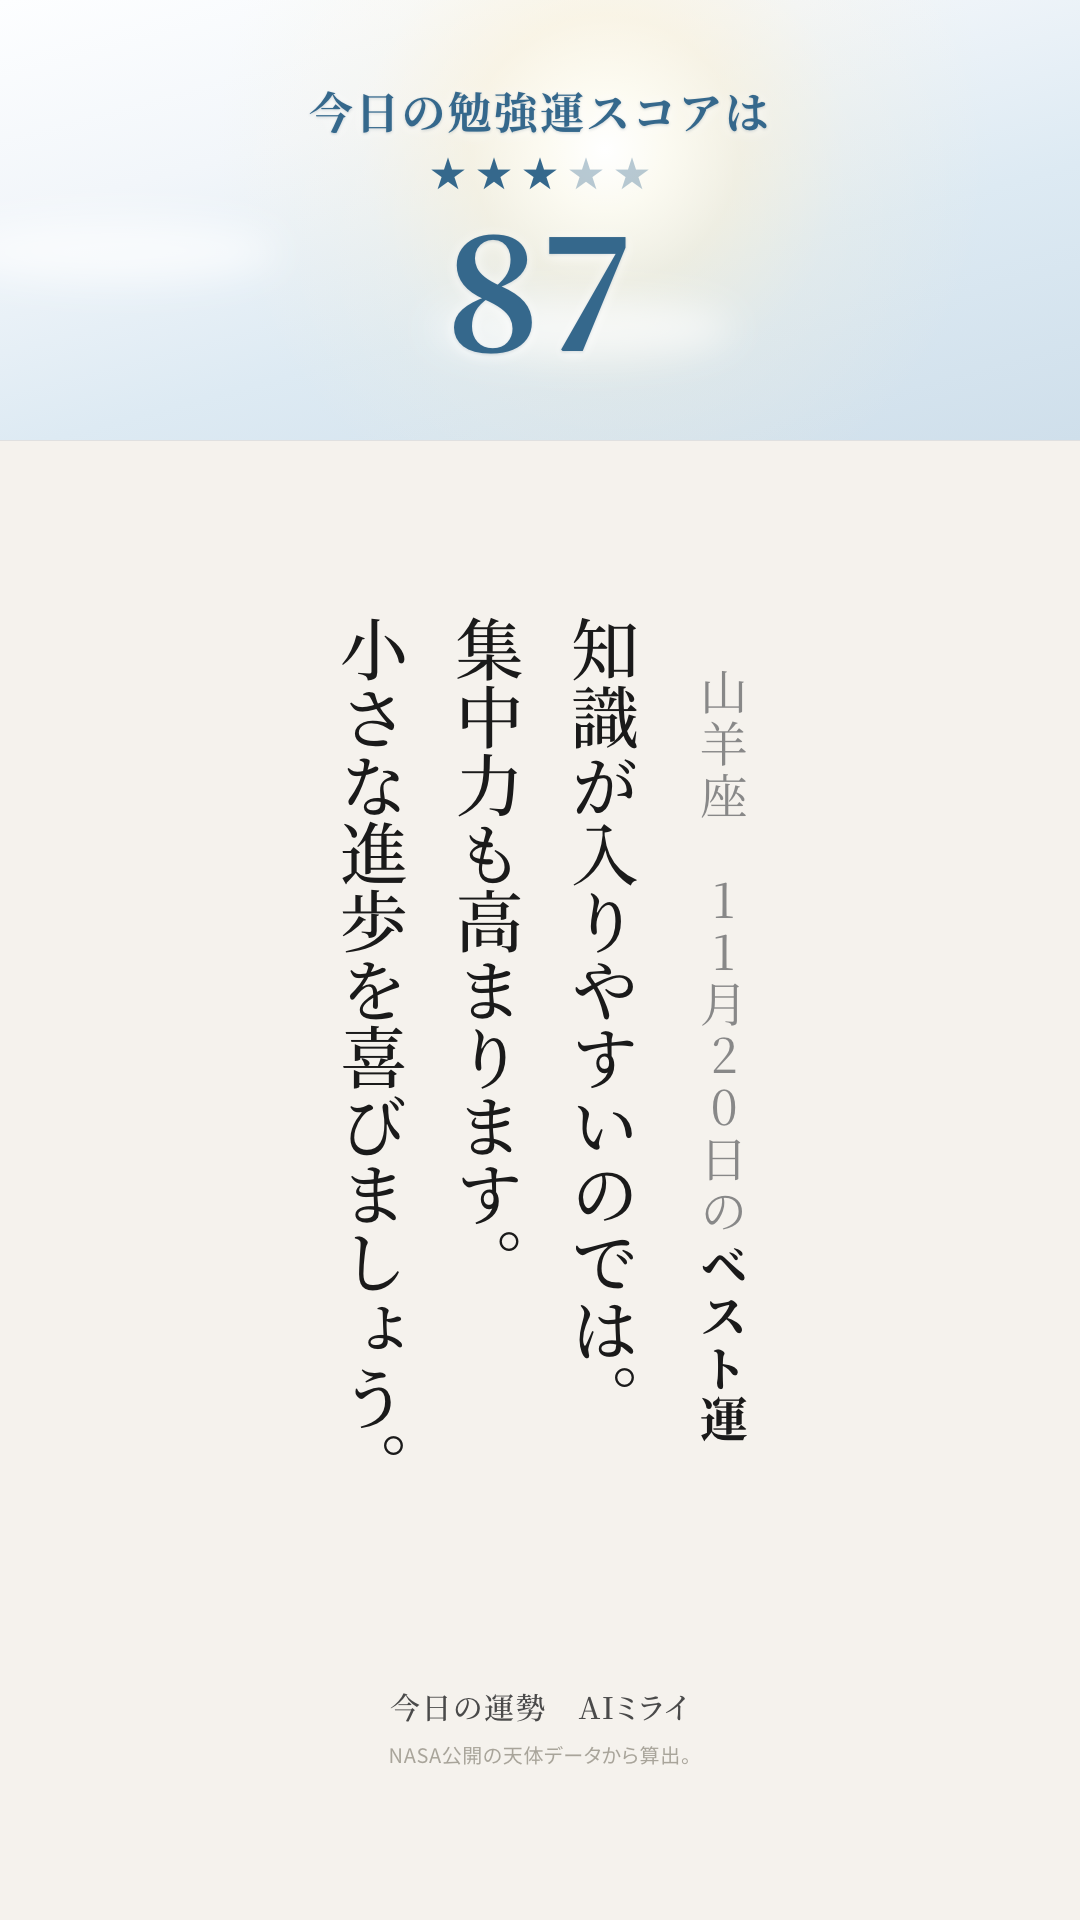 今日の勉強運スコアは
★★★★★
87
山羊座　11月20日のベスト運
知識が入りやすいのでは。
集中力も高まります。
小さな進歩を喜びましょう。
今日の運勢　AIミライ
NASA公開の天体データから算出。